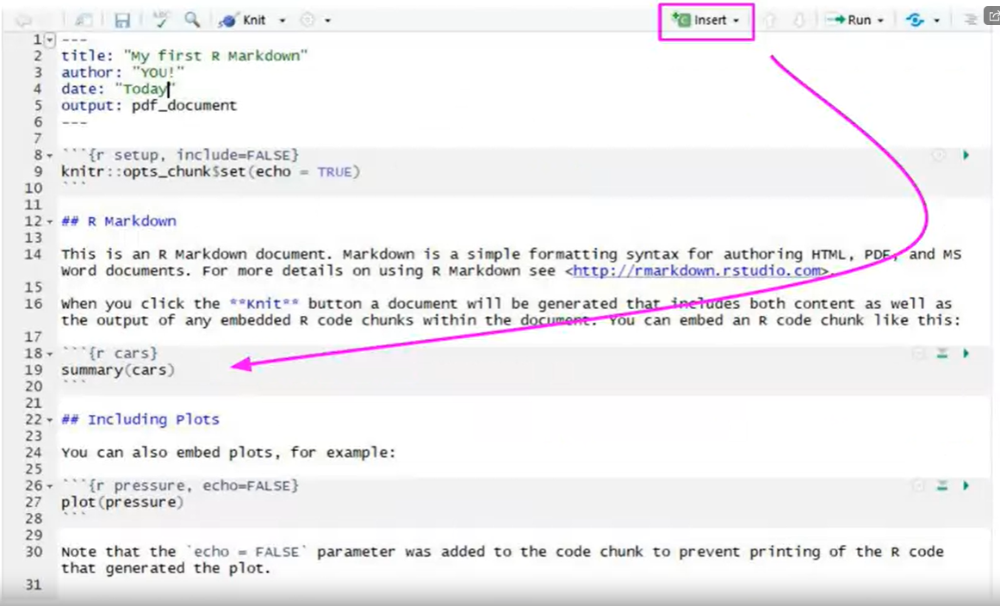 Knit
Insert
Run
1 ---
2 title: "My first R Markdown"
3 author: "YOU!"
4 date: "Today"
5 output: pdf_document
6 ---
7
8 ```{r setup, include=FALSE}
9 knitr::opts_chunk$set(echo = TRUE)
10 ```
11
12 ## R Markdown
13
14 This is an R Markdown document. Markdown is a simple formatting syntax for authoring HTML, PDF, and MS
Word documents. For more details on using R Markdown see <http://rmarkdown.rstudio.com>.
15
16 When you click the **Knit** button a document will be generated that includes both content as well as
the output of any embedded R code chunks within the document. You can embed an R code chunk like this:
17
18 ```{r cars}
19 summary(cars)
20 ```
21
22 ## Including Plots
23
24 You can also embed plots, for example:
25
26 ```{r pressure, echo=FALSE}
27 plot(pressure)
28 ```
29
30 Note that the `echo = FALSE` parameter was added to the code chunk to prevent printing of the R code
that generated the plot.
31